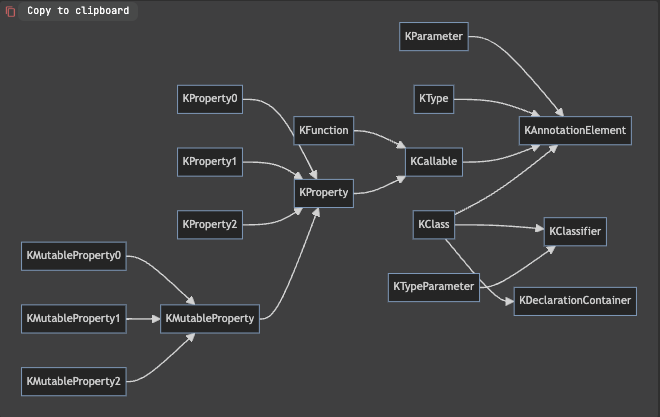 Copy to clipboard
KParameter
KProperty0
KType
KFunction
KAnnotationElement
KProperty1
KCallable
KProperty
KProperty2
KClass
KClassifier
KMutableProperty0
KTypeParameter
KDeclarationContainer
KMutableProperty1
KMutableProperty
KMutableProperty2